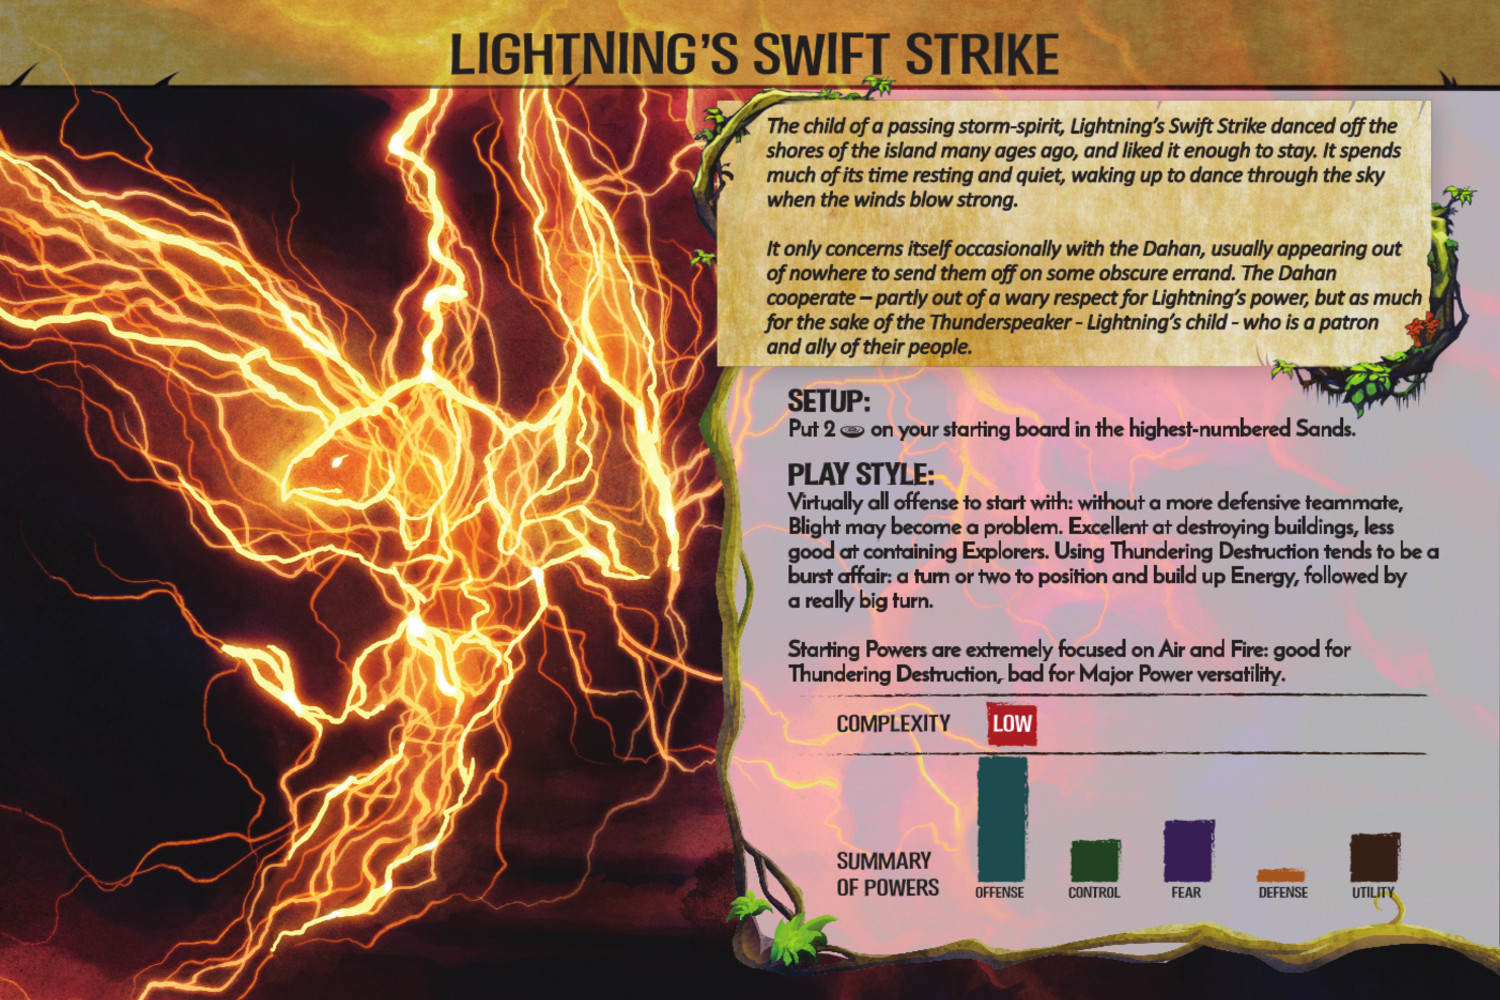 LIGHTNING'S SWIFT STRIKE
The child of a passing storm-spirit, Lightning's Swift Strike danced off the
shores of the island many ages ago, and liked it enough to stay. It spends
much of its time resting and quiet, waking up to dance through the sky
when the winds blow strong.
It only concerns itself occasionally with the Dahan, usually appearing out
of nowhere to send them off on some obscure errand. The Dahan
cooperate – partly out of a wary respect for Lightning's power, but as much
for the sake of the Thunderspeaker - Lightning's child - who is a patron
and ally of their people.
SETUP:
Put 2 on your starting board in the highest-numbered Sands.
PLAY STYLE:
Virtually all offense to start with: without a more defensive teammate,
Blight may become a problem. Excellent at destroying buildings, less
good at containing Explorers. Using Thundering Destruction tends to be a
burst affair: a turn or two to position and build up Energy, followed by
a really big turn.
Starting Powers are extremely focused on Air and Fire: good for
Thundering Destruction, bad for Major Power versatility.
COMPLEXITY LOW
SUMMARY
OF POWERS
OFFENSE CONTROL FEAR DEFENSE UTILITY